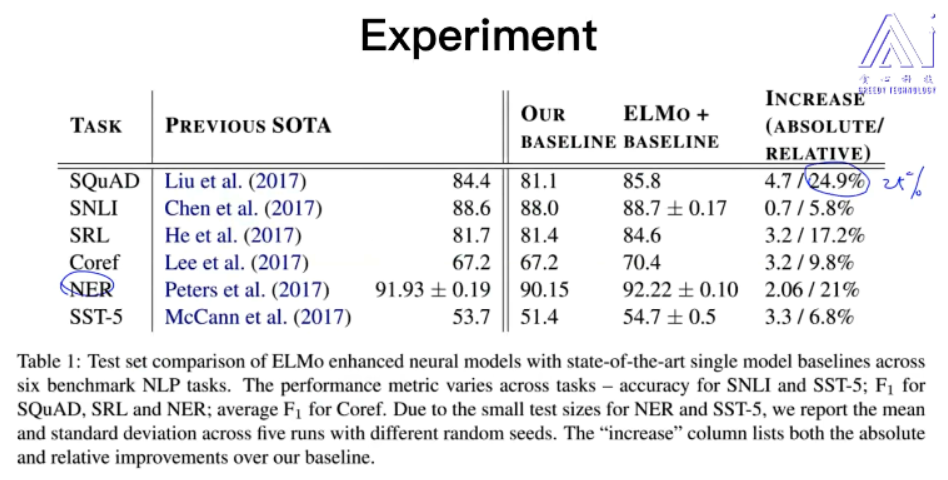 Experiment
贪心科技
GREEDY TECHNOLOGY
TASK PREVIOUS SOTA OUR BASELINE ELMO + BASELINE INCREASE (ABSOLUTE/ RELATIVE)
SQuAD Liu et al. (2017) 84.4 81.1 85.8 4.7 / 24.9% 25%
SNLI Chen et al. (2017) 88.6 88.0 88.7 ± 0.17 0.7 / 5.8%
SRL He et al. (2017) 81.7 81.4 84.6 3.2 / 17.2%
Coref Lee et al. (2017) 67.2 67.2 70.4 3.2 / 9.8%
NER Peters et al. (2017) 91.93 ± 0.19 90.15 92.22 ± 0.10 2.06 / 21%
SST-5 McCann et al. (2017) 53.7 51.4 54.7 ± 0.5 3.3 / 6.8%
Table 1: Test set comparison of ELMo enhanced neural models with state-of-the-art single model baselines across
six benchmark NLP tasks. The performance metric varies across tasks – accuracy for SNLI and SST-5; F₁ for
SQuAD, SRL and NER; average F₁ for Coref. Due to the small test sizes for NER and SST-5, we report the mean
and standard deviation across five runs with different random seeds. The “increase” column lists both the absolute
and relative improvements over our baseline.